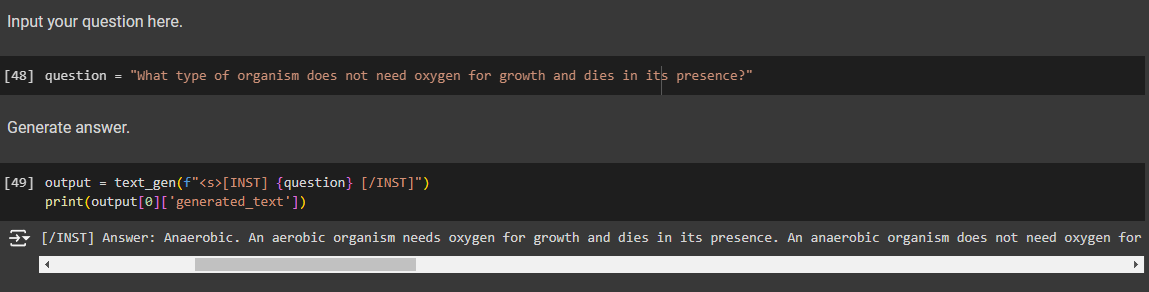 Input your question here.
[48] question = "What type of organism does not need oxygen for growth and dies in its presence?"
Generate answer.
[49] output = text_gen(f"<s>[INST] {question} [/INST]")
print(output[0]['generated_text'])
[/INST] Answer: Anaerobic. An aerobic organism needs oxygen for growth and dies in its presence. An anaerobic organism does not need oxygen for